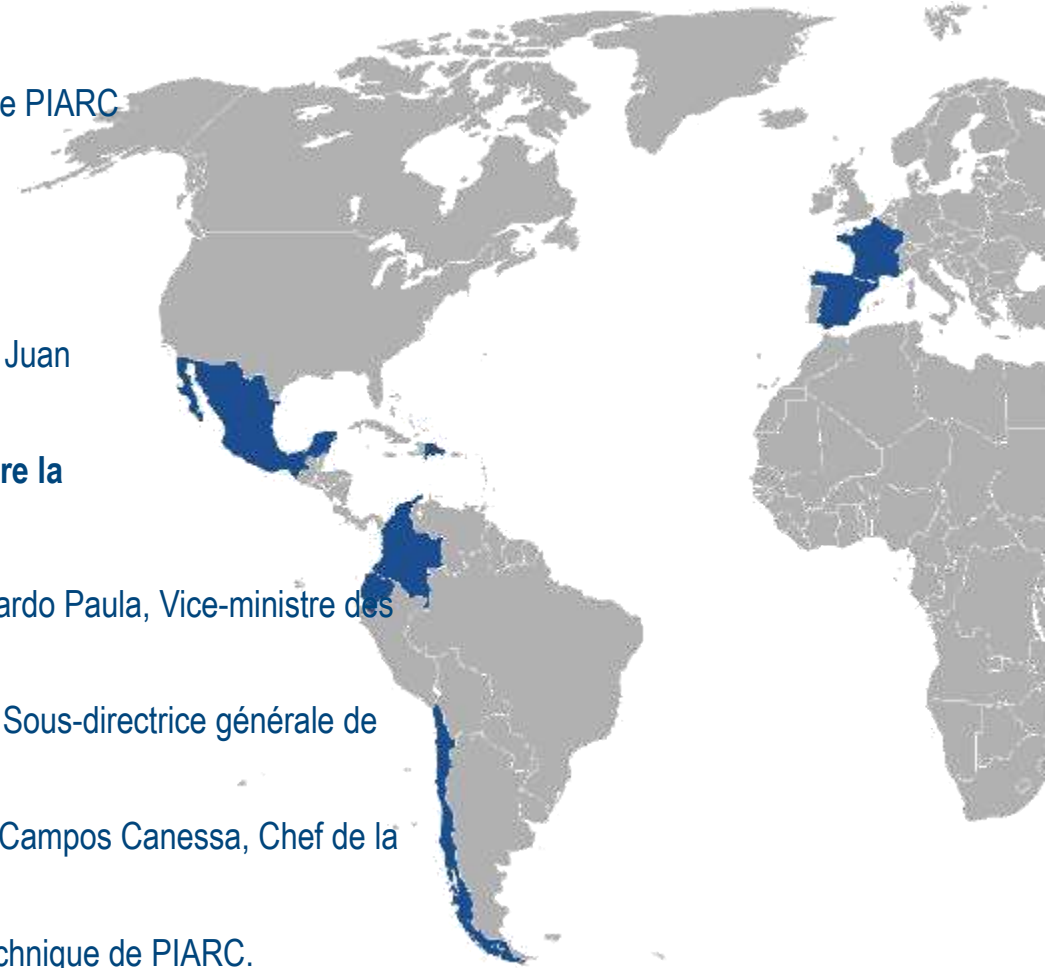 e PIARC
Juan
re la
ardo Paula, Vice-ministre des
Sous-directrice générale de
Campos Canessa, Chef de la
chnique de PIARC.